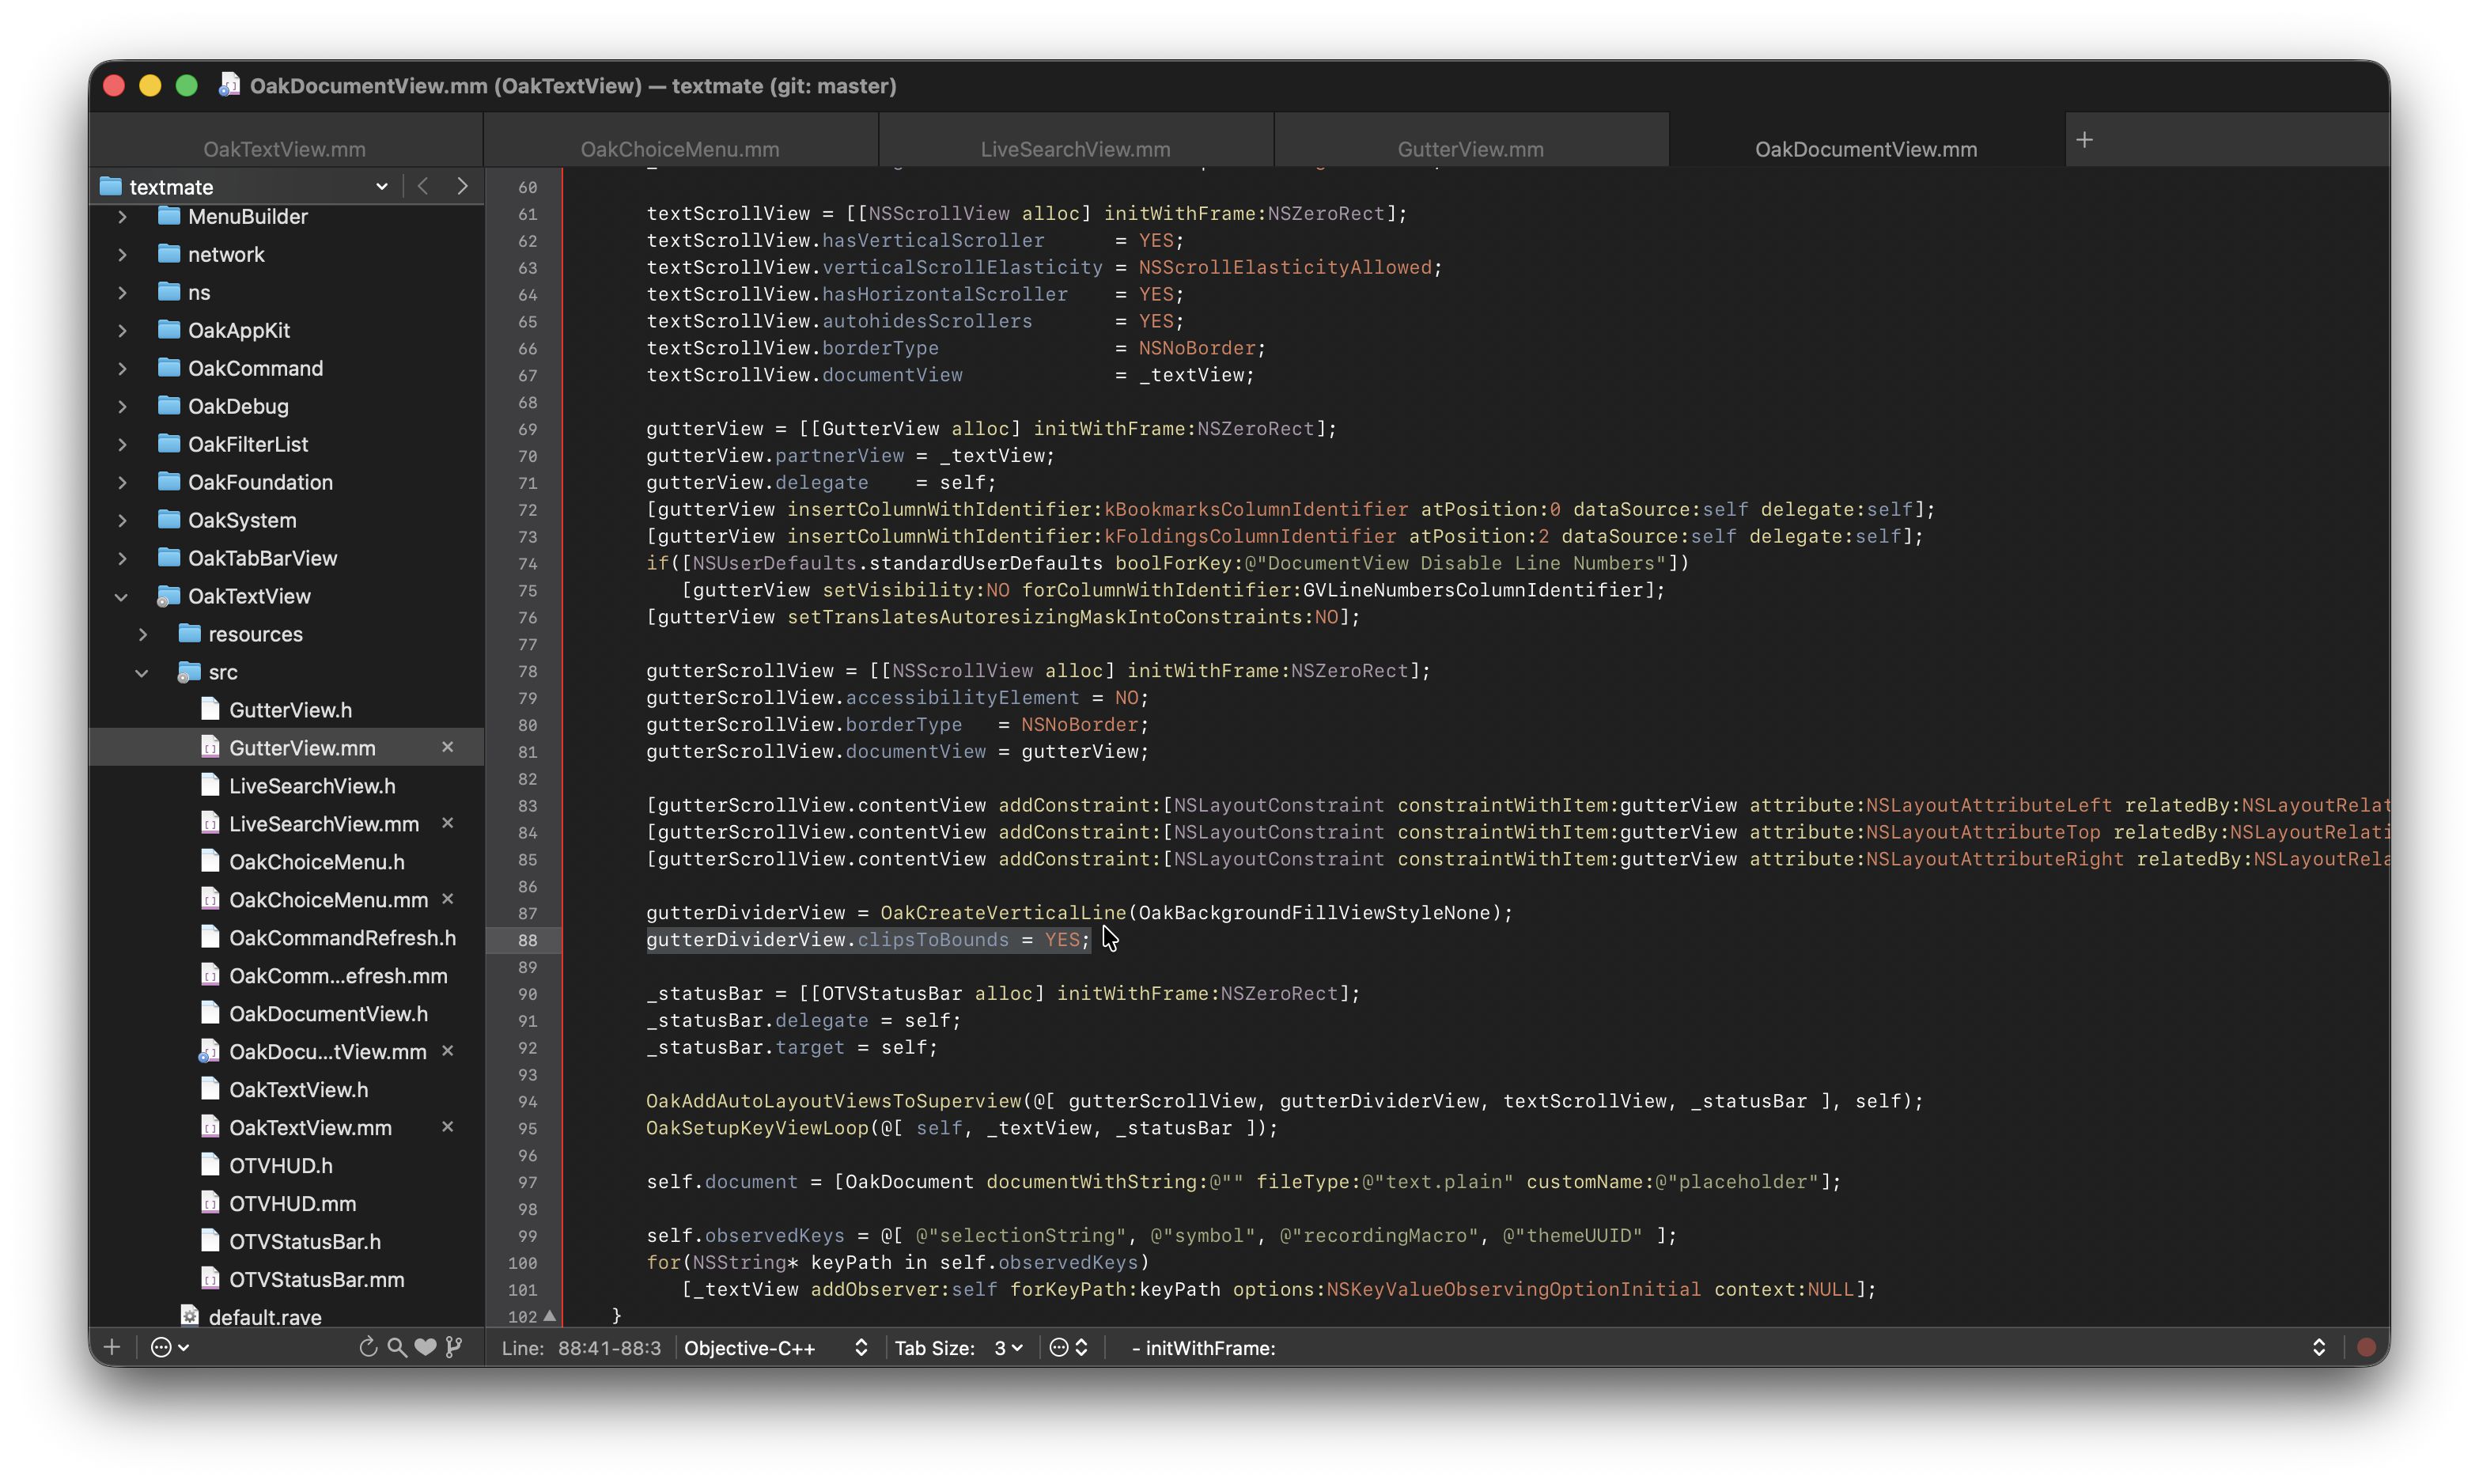 OakDocumentView.mm (OakTextView) — textmate (git: master)
OakTextView.mm
OakChoiceMenu.mm
LiveSearchView.mm
GutterView.mm
OakDocumentView.mm
+
textmate
MenuBuilder
network
ns
OakAppKit
OakCommand
OakDebug
OakFilterList
OakFoundation
OakSystem
OakTabBarView
OakTextView
resources
src
GutterView.h
GutterView.mm
LiveSearchView.h
LiveSearchView.mm
OakChoiceMenu.h
OakChoiceMenu.mm
OakCommandRefresh.h
OakComm...efresh.mm
OakDocumentView.h
OakDocu...tView.mm
OakTextView.h
OakTextView.mm
OTVHUD.h
OTVHUD.mm
OTVStatusBar.h
OTVStatusBar.mm
default.rave
60
61 textScrollView = [[NSScrollView alloc] initWithFrame:NSZeroRect];
62 textScrollView.hasVerticalScroller      = YES;
63 textScrollView.verticalScrollElasticity = NSScrollElasticityAllowed;
64 textScrollView.hasHorizontalScroller    = YES;
65 textScrollView.autohidesScrollers       = YES;
66 textScrollView.borderType               = NSNoBorder;
67 textScrollView.documentView             = _textView;
68
69 gutterView = [[GutterView alloc] initWithFrame:NSZeroRect];
70 gutterView.partnerView = _textView;
71 gutterView.delegate    = self;
72 [gutterView insertColumnWithIdentifier:kBookmarksColumnIdentifier atPosition:0 dataSource:self delegate:self];
73 [gutterView insertColumnWithIdentifier:kFoldingsColumnIdentifier atPosition:2 dataSource:self delegate:self];
74 if([NSUserDefaults.standardUserDefaults boolForKey:@"DocumentView Disable Line Numbers"])
75 [gutterView setVisibility:NO forColumnWithIdentifier:GVLineNumbersColumnIdentifier];
76 [gutterView setTranslatesAutoresizingMaskIntoConstraints:NO];
77
78 gutterScrollView = [[NSScrollView alloc] initWithFrame:NSZeroRect];
79 gutterScrollView.accessibilityElement = NO;
80 gutterScrollView.borderType   = NSNoBorder;
81 gutterScrollView.documentView = gutterView;
82
83 [gutterScrollView.contentView addConstraint:[NSLayoutConstraint constraintWithItem:gutterView attribute:NSLayoutAttributeLeft relatedBy:NSLayoutRelat
84 [gutterScrollView.contentView addConstraint:[NSLayoutConstraint constraintWithItem:gutterView attribute:NSLayoutAttributeTop relatedBy:NSLayoutRelati
85 [gutterScrollView.contentView addConstraint:[NSLayoutConstraint constraintWithItem:gutterView attribute:NSLayoutAttributeRight relatedBy:NSLayoutRela
86
87 gutterDividerView = OakCreateVerticalLine(OakBackgroundFillViewStyleNone);
88 gutterDividerView.clipsToBounds = YES;
89
90 _statusBar = [[OTVStatusBar alloc] initWithFrame:NSZeroRect];
91 _statusBar.delegate = self;
92 _statusBar.target = self;
93
94 OakAddAutoLayoutViewsToSuperview(@[ gutterScrollView, gutterDividerView, textScrollView, _statusBar ], self);
95 OakSetupKeyViewLoop(@[ self, _textView, _statusBar ]);
96
97 self.document = [OakDocument documentWithString:@"" fileType:@"text.plain" customName:@"placeholder"];
98
99 self.observedKeys = @[ @"selectionString", @"symbol", @"recordingMacro", @"themeUUID" ];
100 for(NSString* keyPath in self.observedKeys)
101 [_textView addObserver:self forKeyPath:keyPath options:NSKeyValueObservingOptionInitial context:NULL];
102 }
Line: 88:41-88:3 Objective-C++ Tab Size: 3 - initWithFrame: